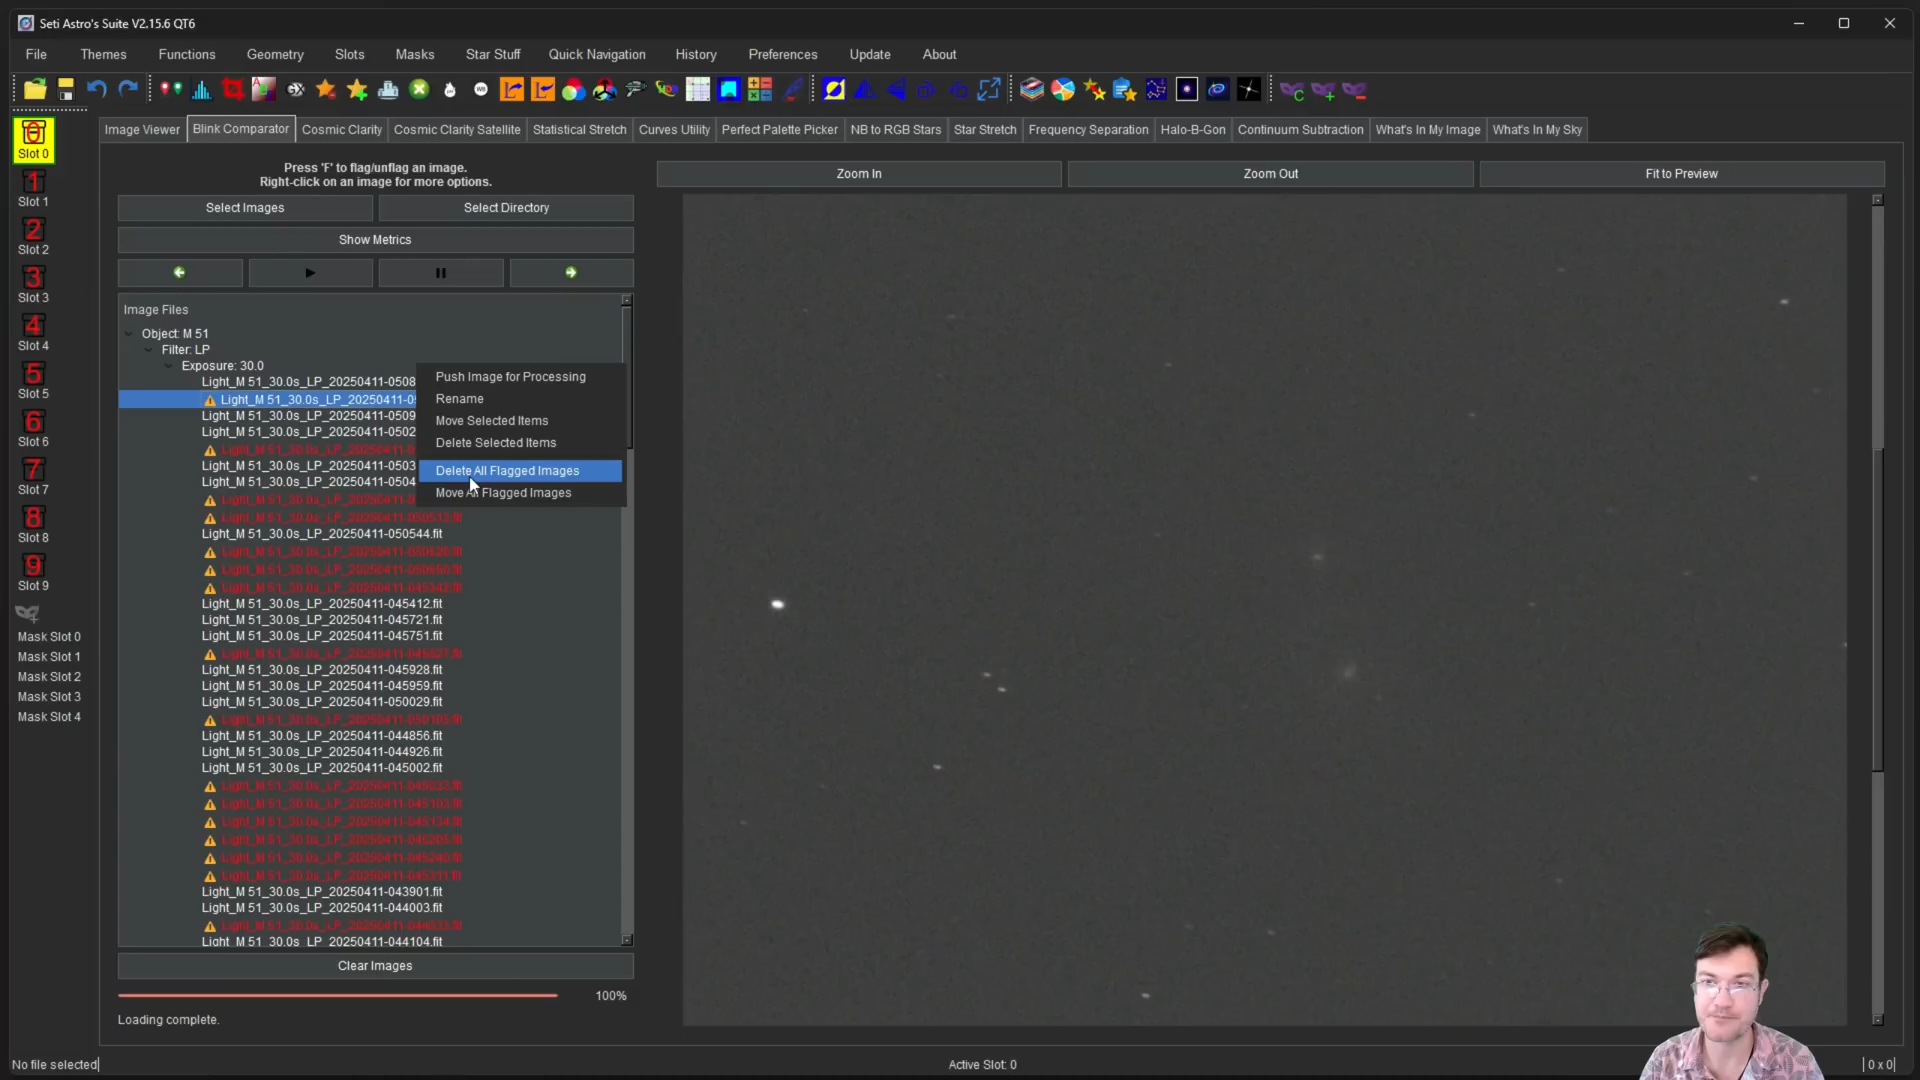 Seti Astro's Suite V2.15.6 QT6
File Themes Functions Geometry Slots Masks Star Stuff Quick Navigation History Preferences Update About
Image Viewer Blink Comparator Cosmic Clarity Cosmic Clarity Satellite Statistical Stretch Curves Utility Perfect Palette Picker NB to RGB Stars Star Stretch Frequency Separation Halo-B-Gon Continuum Subtraction What's In My Image What's In My Sky
0
Slot 0
1
Slot 1
2
Slot 2
3
Slot 3
4
Slot 4
5
Slot 5
6
Slot 6
7
Slot 7
8
Slot 8
9
Slot 9
Mask Slot 0
Mask Slot 1
Mask Slot 2
Mask Slot 3
Mask Slot 4
Press 'F' to flag/unflag an image.
Right-click on an image for more options.
Select Images Select Directory
Show Metrics
Image Files
Object: M 51
Filter: LP
Exposure: 30.0
Light_M 51_30.0s_LP_20250411-0508
Light_M 51_30.0s_LP_20250411-05
Light_M 51_30.0s_LP_20250411-0509
Light_M 51_30.0s_LP_20250411-0502
Light_M 51_30.0s_LP_20250411-0503
Light_M 51_30.0s_LP_20250411-0504
Light_M 51_30.0s_LP_20250411-050544.fit
Light_M 51_30.0s_LP_20250411-045412.fit
Light_M 51_30.0s_LP_20250411-045721.fit
Light_M 51_30.0s_LP_20250411-045751.fit
Light_M 51_30.0s_LP_20250411-045928.fit
Light_M 51_30.0s_LP_20250411-045959.fit
Light_M 51_30.0s_LP_20250411-050029.fit
Light_M 51_30.0s_LP_20250411-044856.fit
Light_M 51_30.0s_LP_20250411-044926.fit
Light_M 51_30.0s_LP_20250411-045002.fit
Light_M 51_30.0s_LP_20250411-043901.fit
Light_M 51_30.0s_LP_20250411-044003.fit
Light_M 51_30.0s_LP_20250411-044104.fit
Push Image for Processing
Rename
Move Selected Items
Delete Selected Items
Delete All Flagged Images
Move All Flagged Images
Clear Images
100%
Loading complete.
Zoom In Zoom Out Fit to Preview
No file selected Active Slot: 0 0 x 0